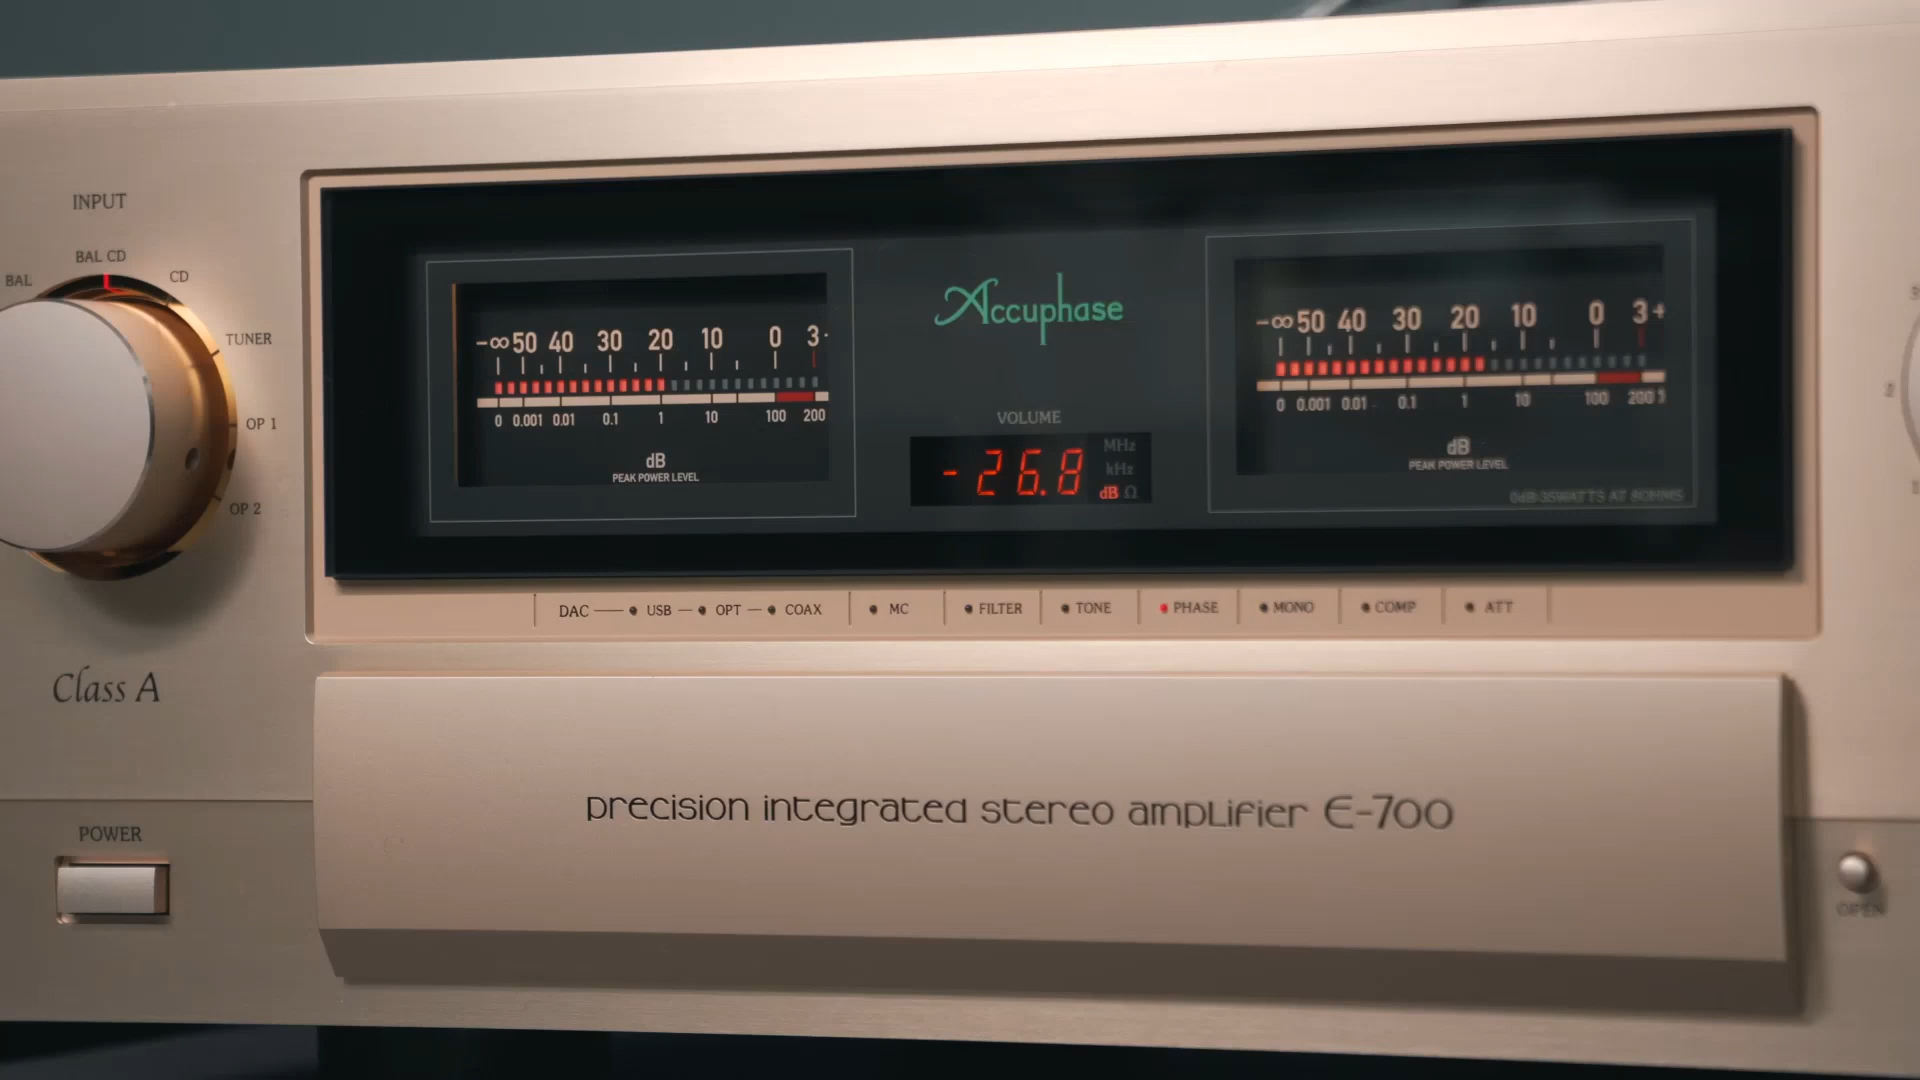 INPUT
BAL
BAL CD
CD
TUNER
OP 1
OP 2
Class A
POWER
-∞ 50 40 30 20 10 0 3
0 0.001 0.01 0.1 1 10 100 200
dB
PEAK POWER LEVEL
Accuphase
VOLUME
-26.8
MHz
kHz
dB Ω
-∞ 50 40 30 20 10 0 3+
0 0.001 0.01 0.1 1 10 100 200
dB
PEAK POWER LEVEL
0dB=35WATTS AT 8OHMS
DAC USB OPT COAX MC FILTER TONE PHASE MONO COMP ATT
precision integrated stereo amplifier E-700
OPEN